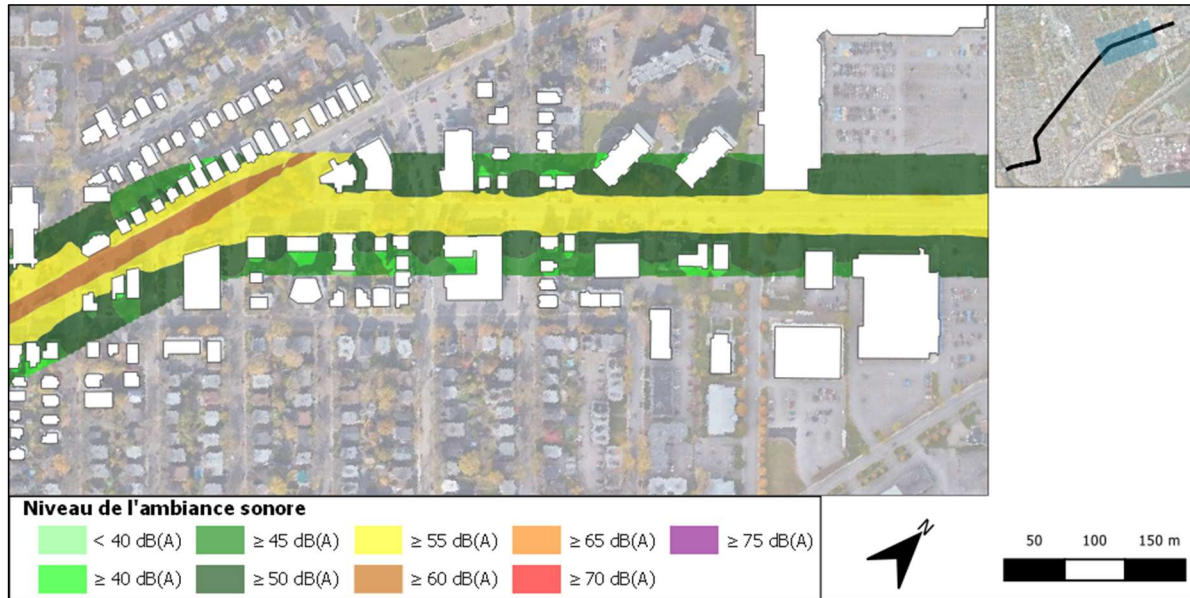 Niveau de l'ambiance sonore
< 40 dB(A) ≥ 45 dB(A) ≥ 55 dB(A) ≥ 65 dB(A) ≥ 75 dB(A)
≥ 40 dB(A) ≥ 50 dB(A) ≥ 60 dB(A) ≥ 70 dB(A)
N
50 100 150 m